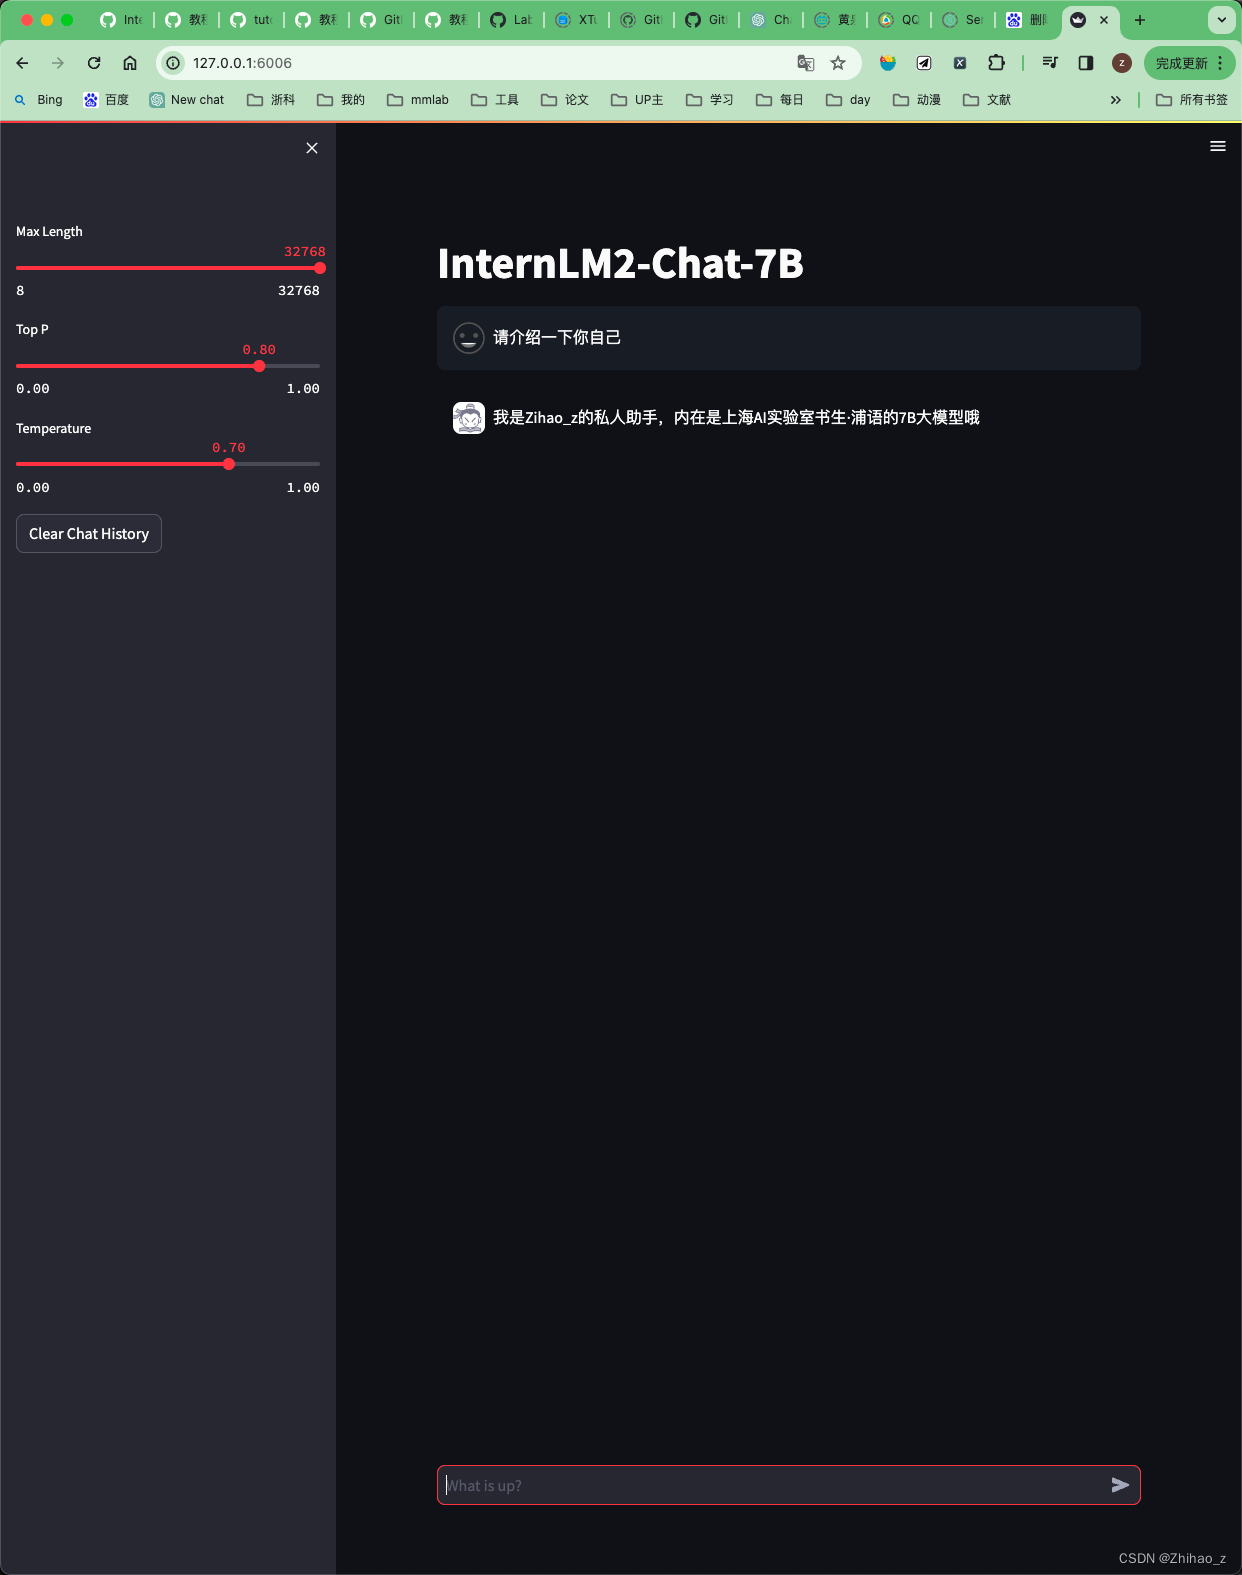 Inte
教程
tuto
教程
Git
教程
Lab
XTu
Git
Git
Ch
QQ
Se
127.0.0.1:6006
完成更新
Bing
百度
New chat
浙科
我的
mmlab
工具
论文
UP主
学习
每日
day
动漫
文献
所有书签
Max Length
32768
8 32768
Top P
0.80
0.00 1.00
Temperature
0.70
0.00 1.00
Clear Chat History
InternLM2-Chat-7B
请介绍一下你自己
我是Zihao_z的私人助手，内在是上海AI实验室书生·浦语的7B大模型哦
What is up?
CSDN @Zhihao_z